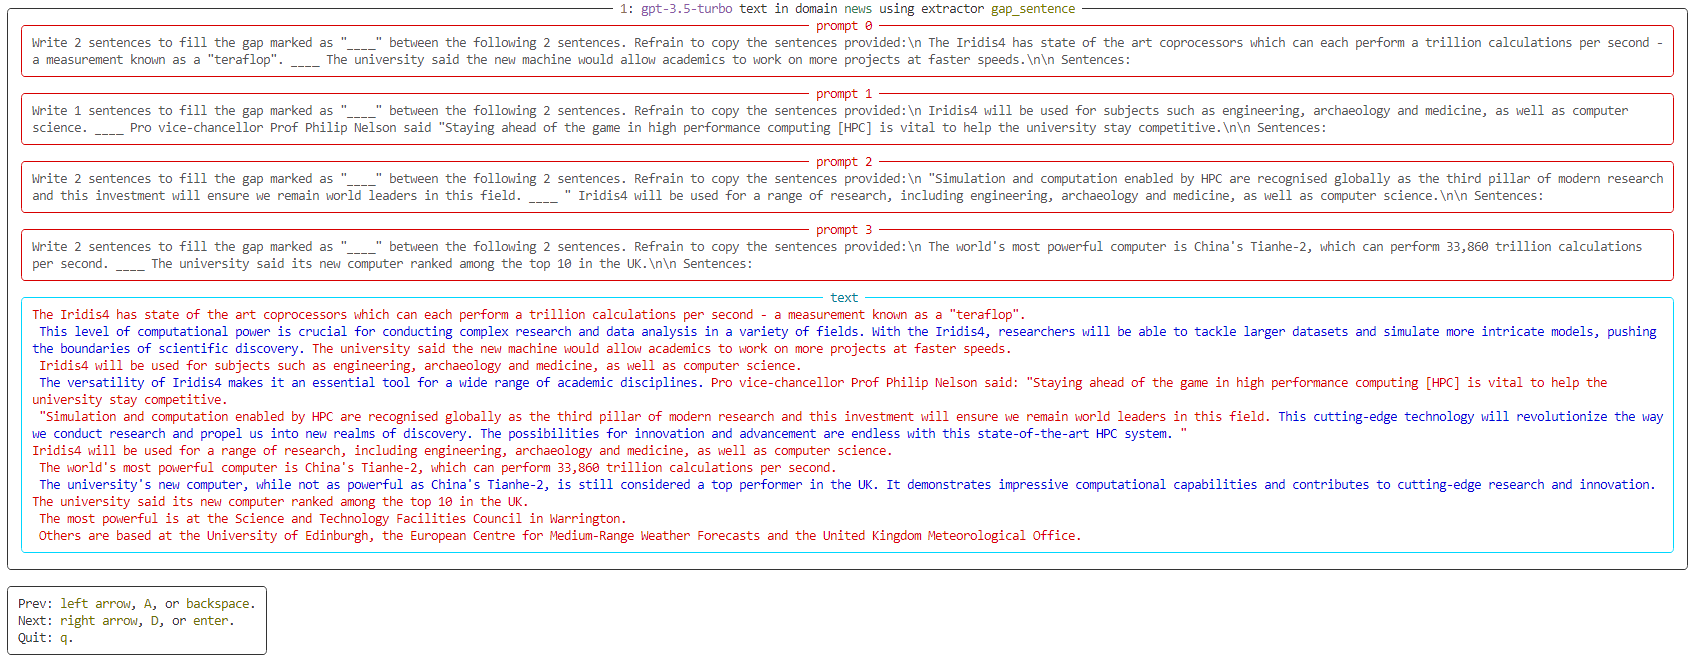 1: gpt-3.5-turbo text in domain news using extractor gap_sentence
prompt 0
Write 2 sentences to fill the gap marked as "____" between the following 2 sentences. Refrain to copy the sentences provided:\n The Iridis4 has state of the art coprocessors which can each perform a trillion calculations per second -
a measurement known as a "teraflop". ____ The university said the new machine would allow academics to work on more projects at faster speeds.\n\n Sentences:
prompt 1
Write 1 sentences to fill the gap marked as "____" between the following 2 sentences. Refrain to copy the sentences provided:\n Iridis4 will be used for subjects such as engineering, archaeology and medicine, as well as computer
science. ____ Pro vice-chancellor Prof Philip Nelson said "Staying ahead of the game in high performance computing [HPC] is vital to help the university stay competitive.\n\n Sentences:
prompt 2
Write 2 sentences to fill the gap marked as "____" between the following 2 sentences. Refrain to copy the sentences provided:\n "Simulation and computation enabled by HPC are recognised globally as the third pillar of modern research
and this investment will ensure we remain world leaders in this field. ____ " Iridis4 will be used for a range of research, including engineering, archaeology and medicine, as well as computer science.\n\n Sentences:
prompt 3
Write 2 sentences to fill the gap marked as "____" between the following 2 sentences. Refrain to copy the sentences provided:\n The world's most powerful computer is China's Tianhe-2, which can perform 33,860 trillion calculations
per second. ____ The university said its new computer ranked among the top 10 in the UK.\n\n Sentences:
text
The Iridis4 has state of the art coprocessors which can each perform a trillion calculations per second - a measurement known as a "teraflop".
This level of computational power is crucial for conducting complex research and data analysis in a variety of fields. With the Iridis4, researchers will be able to tackle larger datasets and simulate more intricate models, pushing
the boundaries of scientific discovery. The university said the new machine would allow academics to work on more projects at faster speeds.
Iridis4 will be used for subjects such as engineering, archaeology and medicine, as well as computer science.
The versatility of Iridis4 makes it an essential tool for a wide range of academic disciplines. Pro vice-chancellor Prof Philip Nelson said: "Staying ahead of the game in high performance computing [HPC] is vital to help the
university stay competitive.
"Simulation and computation enabled by HPC are recognised globally as the third pillar of modern research and this investment will ensure we remain world leaders in this field. This cutting-edge technology will revolutionize the way
we conduct research and propel us into new realms of discovery. The possibilities for innovation and advancement are endless with this state-of-the-art HPC system. "
Iridis4 will be used for a range of research, including engineering, archaeology and medicine, as well as computer science.
The world's most powerful computer is China's Tianhe-2, which can perform 33,860 trillion calculations per second.
The university's new computer, while not as powerful as China's Tianhe-2, is still considered a top performer in the UK. It demonstrates impressive computational capabilities and contributes to cutting-edge research and innovation.
The university said its new computer ranked among the top 10 in the UK.
The most powerful is at the Science and Technology Facilities Council in Warrington.
Others are based at the University of Edinburgh, the European Centre for Medium-Range Weather Forecasts and the United Kingdom Meteorological Office.
Prev: left arrow, A, or backspace.
Next: right arrow, D, or enter.
Quit: q.